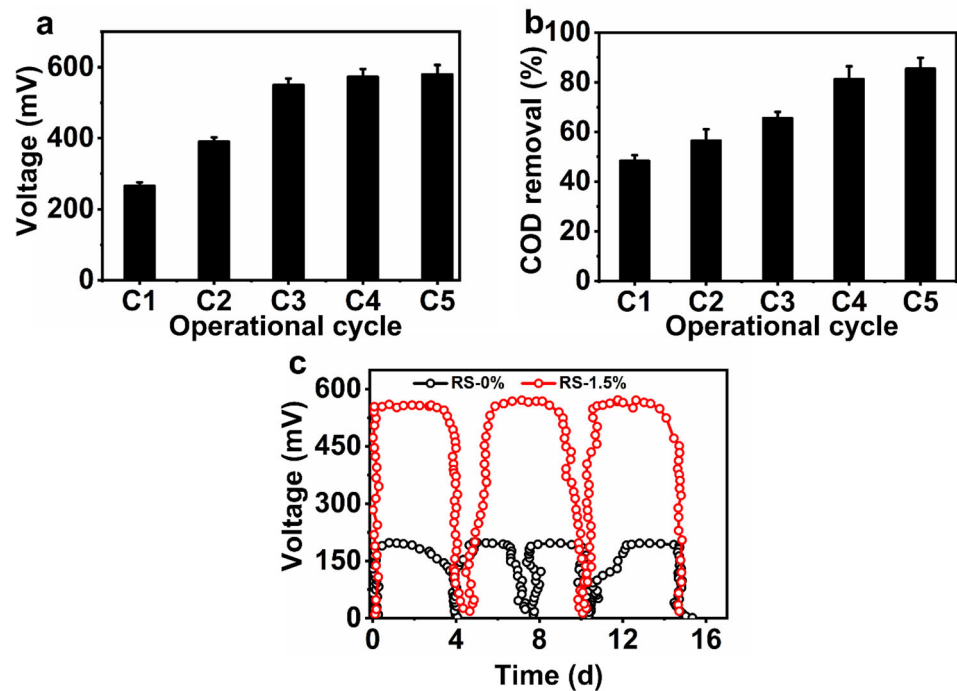 a
Voltage (mV)
600
400
200
0
C1 C2 C3 C4 C5
Operational cycle
b
COD removal (%)
100
80
60
40
20
0
C1 C2 C3 C4 C5
Operational cycle
c
RS-0% RS-1.5%
Voltage (mV)
600
450
300
150
0
0 4 8 12 16
Time (d)